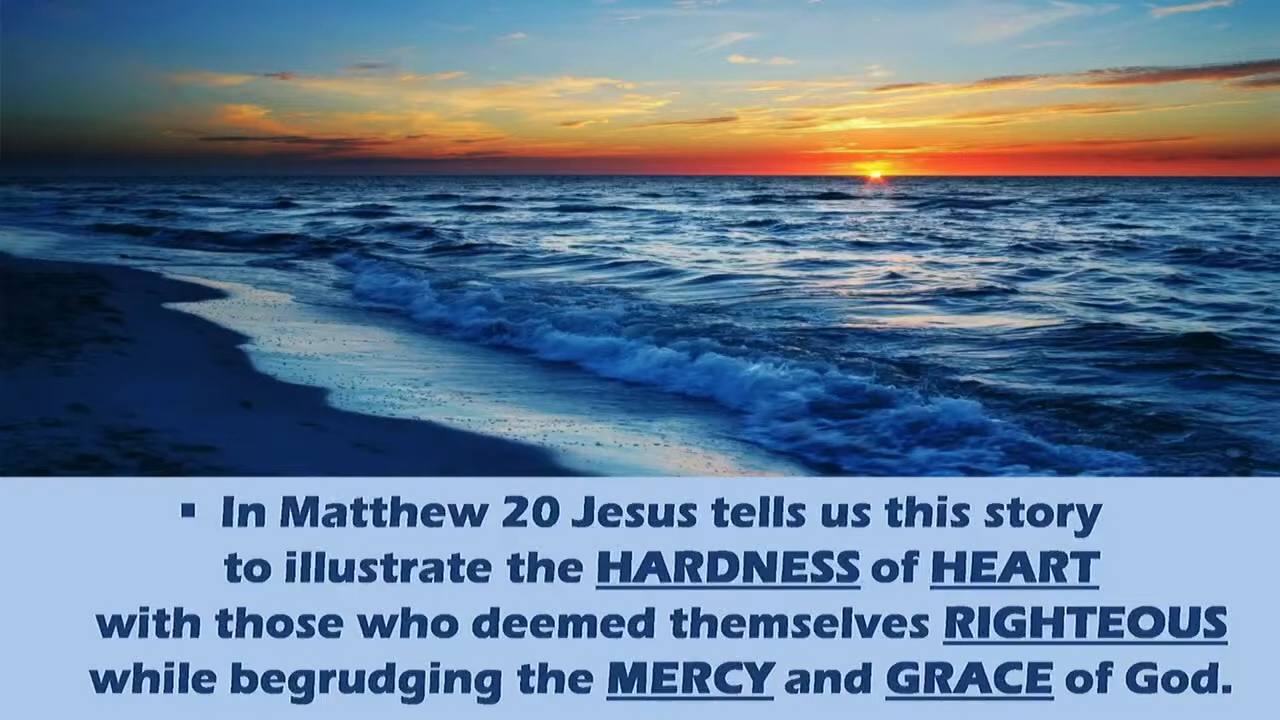 ▪ In Matthew 20 Jesus tells us this story
to illustrate the HARDNESS of HEART
with those who deemed themselves RIGHTEOUS
while begrudging the MERCY and GRACE of God.